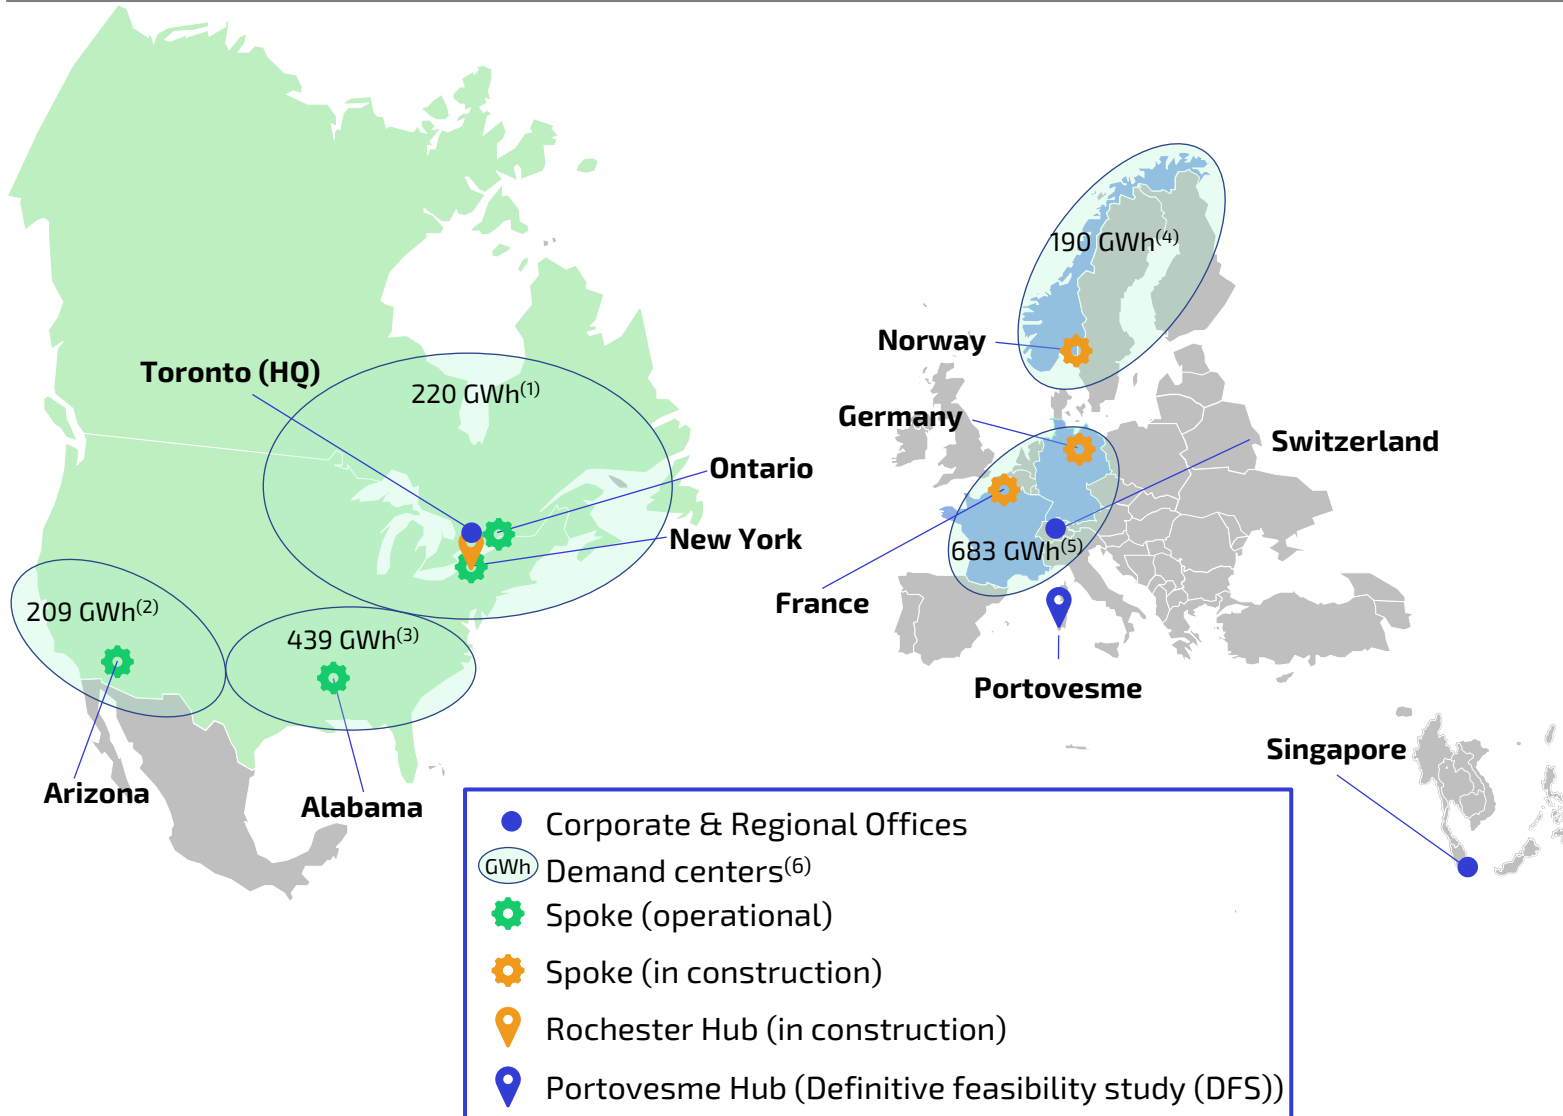 190 GWh(4)
Norway
Toronto (HQ)
220 GWh(1)
Germany
Switzerland
Ontario
New York
683 GWh(5)
France
209 GWh(2)
439 GWh(3)
Portovesme
Singapore
Arizona
Alabama
Corporate & Regional Offices
GWh Demand centers(6)
Spoke (operational)
Spoke (in construction)
Rochester Hub (in construction)
Portovesme Hub (Definitive feasibility study (DFS))